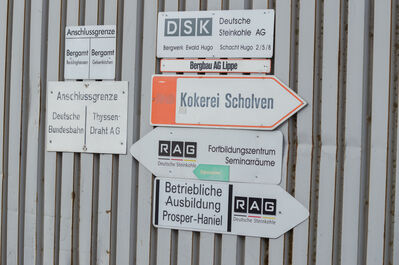 Anschlussgrenze
Bergamt
Recklinghausen
Bergamt
Gelsenkirchen
Anschlussgrenze
Deutsche
Bundesbahn
Thyssen-
Draht AG
DSK
Deutsche
Steinkohle AG
Bergwerk Ewald Hugo
Schacht Hugo 2/5/8
Bergbau AG Lippe
Kokerei Scholven
RAG
Deutsche Steinkohle
Fortbildungszentrum
Seminarräume
Betriebliche
Ausbildung
Prosper-Haniel
RAG
Deutsche Steinkohle